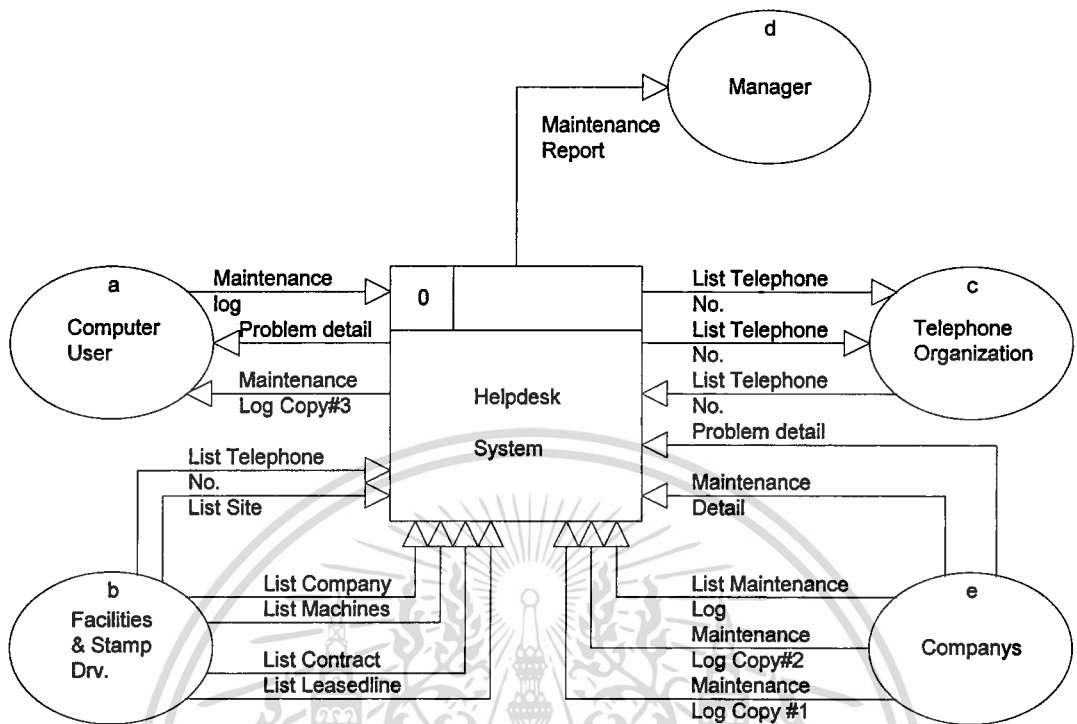 d
Manager
Maintenance
Report
a
Computer
User
Maintenance
log
Problem detail
Maintenance
Log Copy#3
0
Helpdesk
System
List Telephone
No.
List Telephone
No.
List Telephone
No.
Problem detail
Maintenance
Detail
c
Telephone
Organization
List Telephone
No.
List Site
b
Facilities
& Stamp
Drv.
List Company
List Machines
List Contract
List Leasedline
List Maintenance
Log
Maintenance
Log Copy#2
Maintenance
Log Copy #1
e
Companys